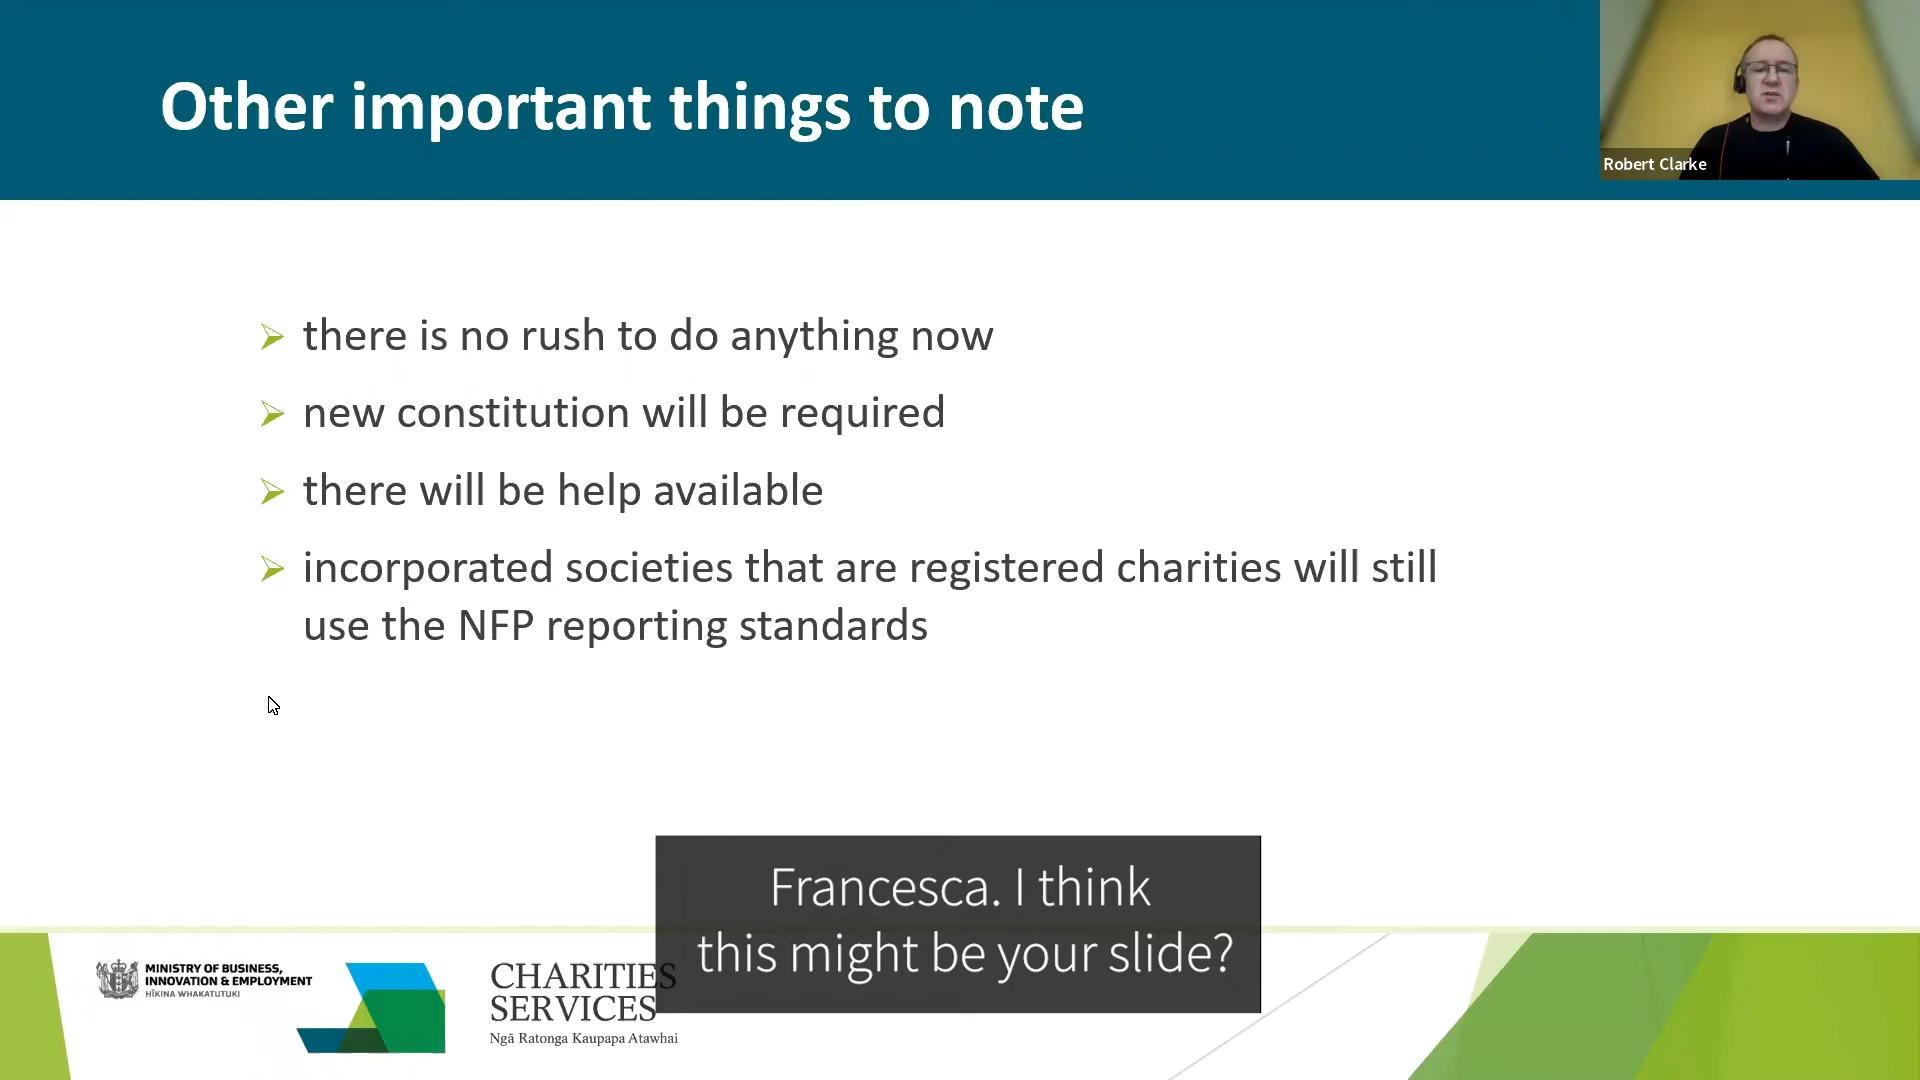 Other important things to note
Robert Clarke
there is no rush to do anything now
new constitution will be required
there will be help available
incorporated societies that are registered charities will still
use the NFP reporting standards
Francesca. I think
this might be your slide?
MINISTRY OF BUSINESS,
INNOVATION & EMPLOYMENT
HĪKINA WHAKATUTUKI
CHARITIES
SERVICES
Ngā Ratonga Kaupapa Atawhai